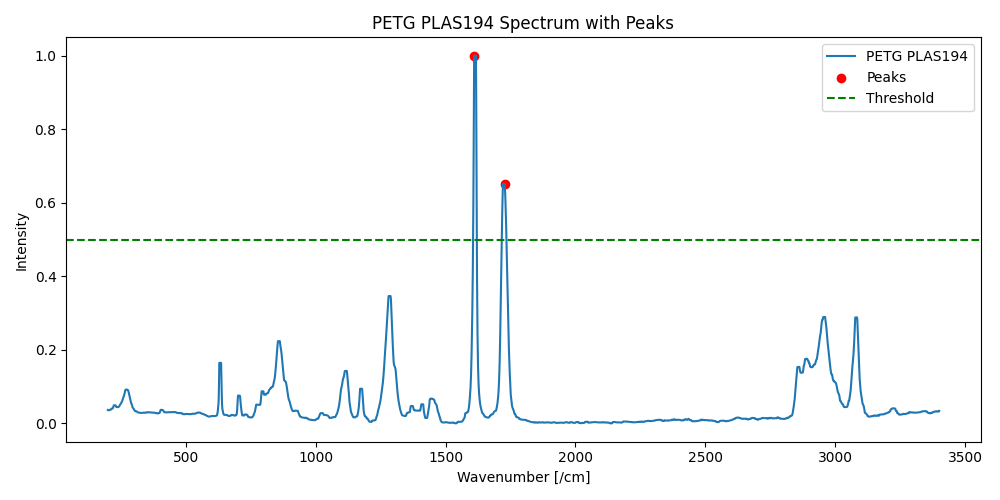 PETG PLAS194 Spectrum with Peaks
PETG PLAS194
Peaks
Threshold
Intensity
1.0
0.8
0.6
0.4
0.2
0.0
500 1000 1500 2000 2500 3000 3500
Wavenumber [/cm]